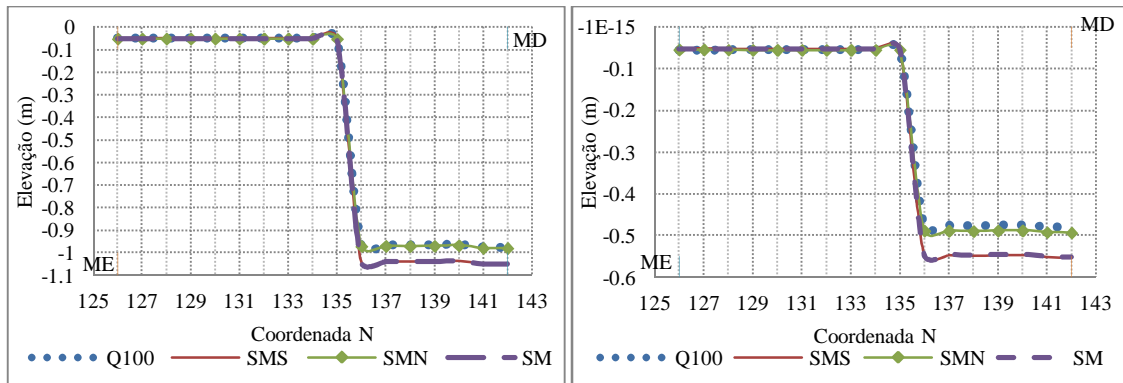 0
-0.1
-0.2
-0.3
-0.4
-0.5
-0.6
-0.7
-0.8
-0.9
-1
-1.1
Elevação (m)
MD
ME
125 127 129 131 133 135 137 139 141 143
Coordenada N
Q100 SMS SMN SM
-1E-15
-0.1
-0.2
-0.3
-0.4
-0.5
-0.6
Elevação (m)
MD
ME
125 127 129 131 133 135 137 139 141 143
Coordenada N
Q100 SMS SMN SM